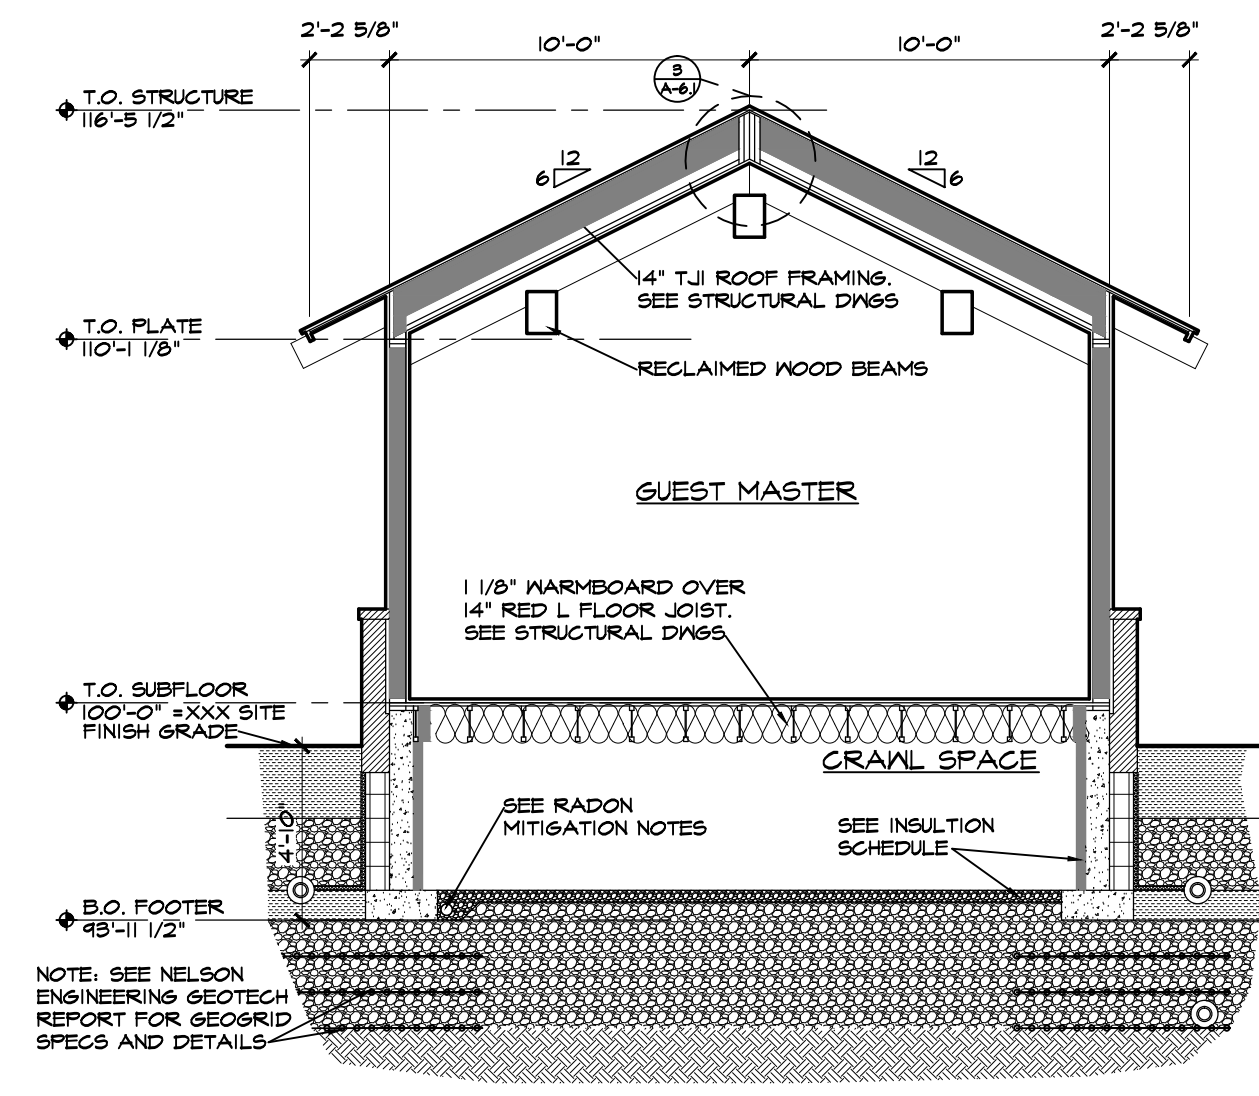 2'-2 5/8"
10'-0"
10'-0"
2'-2 5/8"
3
A-6.1
T.O. STRUCTURE
116'-5 1/2"
12
6
12
6
14" TJI ROOF FRAMING.
SEE STRUCTURAL DWGS
T.O. PLATE
110'-1 1/8"
RECLAIMED WOOD BEAMS
GUEST MASTER
1 1/8" WARMBOARD OVER
14" RED L FLOOR JOIST.
SEE STRUCTURAL DWGS
T.O. SUBFLOOR
100'-0" =XXX SITE
FINISH GRADE
CRAWL SPACE
4'-10"
SEE RADON
MITIGATION NOTES
SEE INSULTION
SCHEDULE
B.O. FOOTER
93'-11 1/2"
NOTE: SEE NELSON
ENGINEERING GEOTECH
REPORT FOR GEOGRID
SPECS AND DETAILS